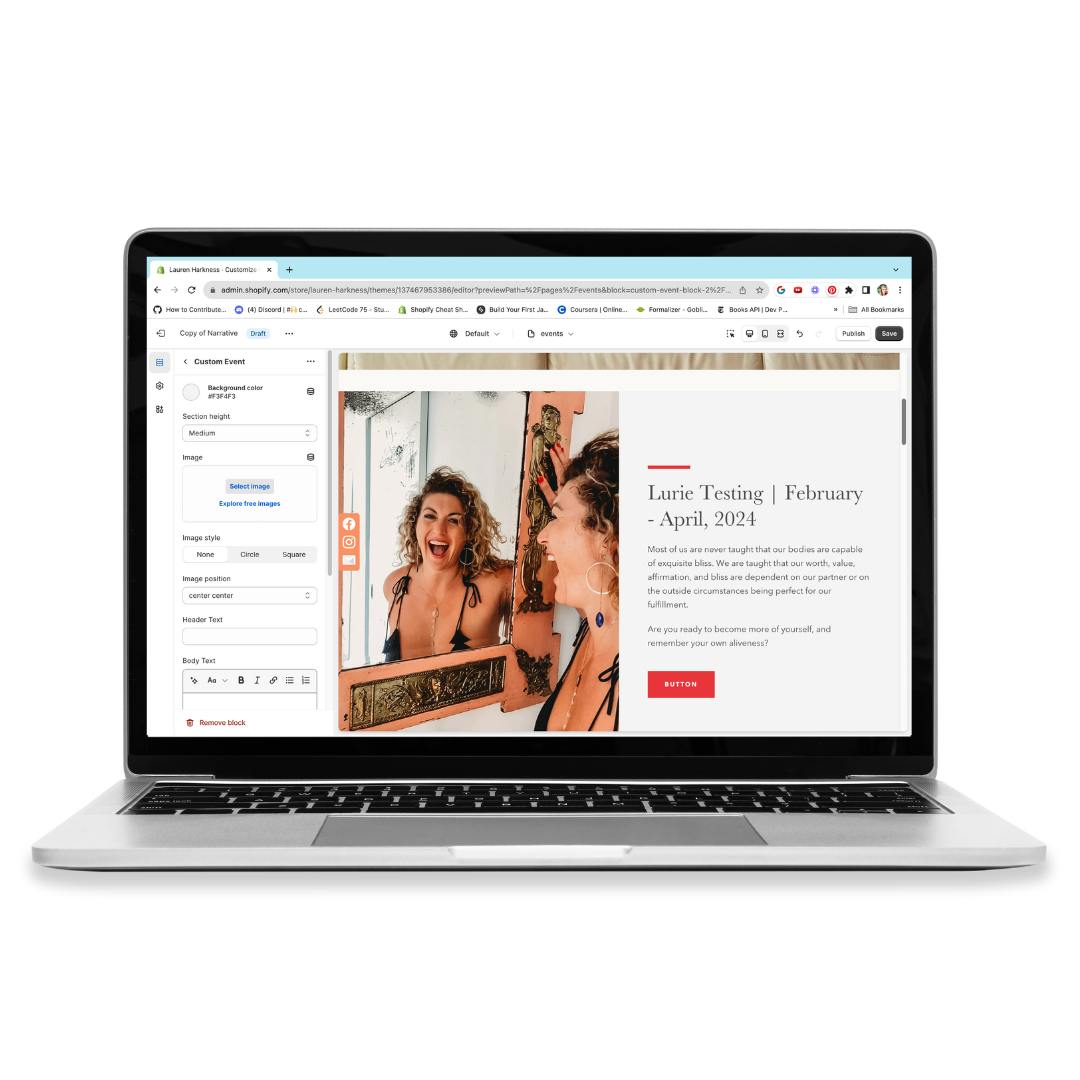 Lauren Harkness · Customize
admin.shopify.com/store/lauren-harkness/themes/137467953386/editor?previewPath=%2Fpages%2Fevents&block=custom-event-block-2%2F...
How to Contribute... (4) Discord | LeetCode 75 - Stu... Shopify Cheat Sh... Build Your First Ja... Coursera | Online... Formalizer - Gobli... Books API | Dev P... » All Bookmarks
Copy of Narrative Draft ... Default events Publish Save
Custom Event ...
Background color
#F3F4F3
Section height
Medium
Image
Select image
Explore free images
Image style
None Circle Square
Image position
center center
Header Text
Body Text
Aa B I
Remove block
Lurie Testing | February
- April, 2024
Most of us are never taught that our bodies are capable
of exquisite bliss. We are taught that our worth, value,
affirmation, and bliss are dependent on our partner or on
the outside circumstances being perfect for our
fulfillment.
Are you ready to become more of yourself, and
remember your own aliveness?
BUTTON